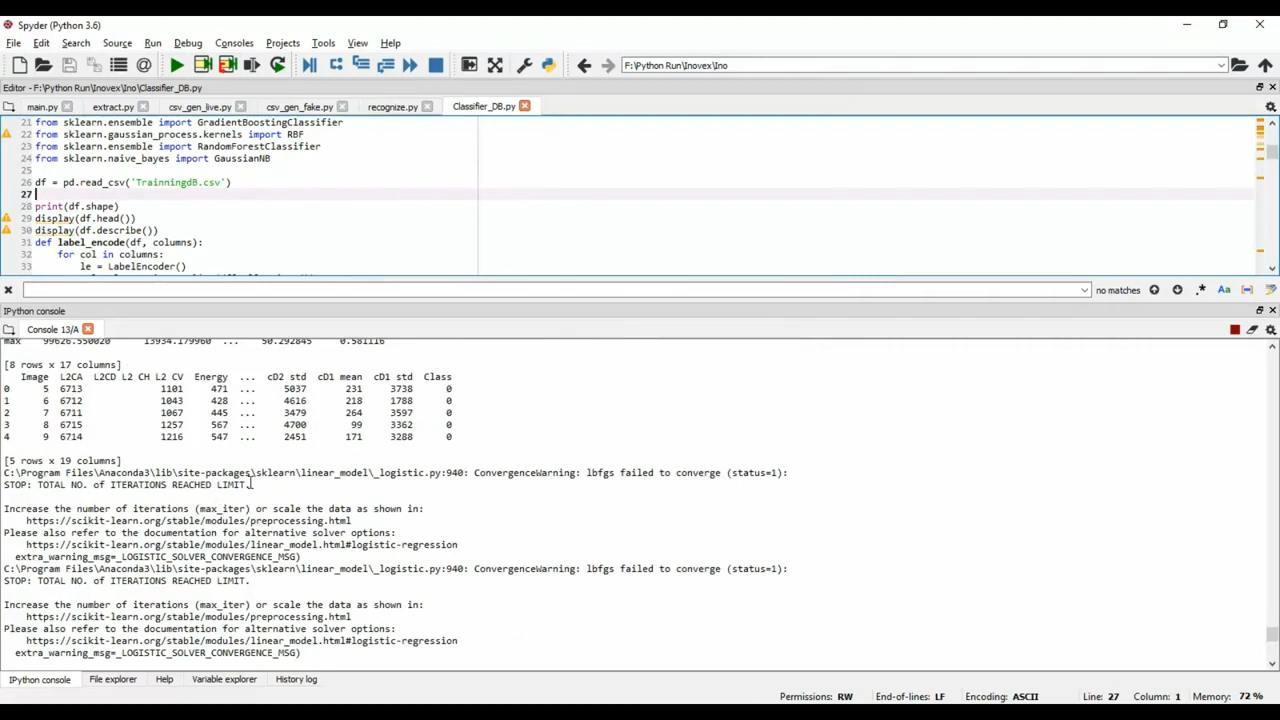 Spyder (Python 3.6)
File Edit Search Source Run Debug Consoles Projects Tools View Help
F:\Python Run\Inovex\Ino
Editor - F:\Python Run\Inovex\Ino\Classifier_DB.py
main.py extract.py csv_gen_live.py csv_gen_fake.py recognize.py Classifier_DB.py
21 from sklearn.ensemble import GradientBoostingClassifier
22 from sklearn.gaussian_process.kernels import RBF
23 from sklearn.ensemble import RandomForestClassifier
24 from sklearn.naive_bayes import GaussianNB
25
26 df = pd.read_csv('TrainningdB.csv')
27
28 print(df.shape)
29 display(df.head())
30 display(df.describe())
31 def label_encode(df, columns):
32 for col in columns:
33 le = LabelEncoder()
no matches .* Aa
IPython console
Console 13/A
max 99626.550020 13934.179960 ... 50.292845 0.581116
[8 rows x 17 columns]
Image L2CA L2CD L2 CH L2 CV Energy ... cD2 std cD1 mean cD1 std Class
0 5 6713 1101 471 ... 5037 231 3738 0
1 6 6712 1043 428 ... 4616 218 1788 0
2 7 6711 1067 445 ... 3479 264 3597 0
3 8 6715 1257 567 ... 4700 99 3362 0
4 9 6714 1216 547 ... 2451 171 3288 0
[5 rows x 19 columns]
C:\Program Files\Anaconda3\lib\site-packages\sklearn\linear_model\_logistic.py:940: ConvergenceWarning: lbfgs failed to converge (status=1):
STOP: TOTAL NO. of ITERATIONS REACHED LIMIT.
Increase the number of iterations (max_iter) or scale the data as shown in:
https://scikit-learn.org/stable/modules/preprocessing.html
Please also refer to the documentation for alternative solver options:
https://scikit-learn.org/stable/modules/linear_model.html#logistic-regression
extra_warning_msg=_LOGISTIC_SOLVER_CONVERGENCE_MSG)
C:\Program Files\Anaconda3\lib\site-packages\sklearn\linear_model\_logistic.py:940: ConvergenceWarning: lbfgs failed to converge (status=1):
STOP: TOTAL NO. of ITERATIONS REACHED LIMIT.
Increase the number of iterations (max_iter) or scale the data as shown in:
https://scikit-learn.org/stable/modules/preprocessing.html
Please also refer to the documentation for alternative solver options:
https://scikit-learn.org/stable/modules/linear_model.html#logistic-regression
extra_warning_msg=_LOGISTIC_SOLVER_CONVERGENCE_MSG)
IPython console File explorer Help Variable explorer History log
Permissions: RW End-of-lines: LF Encoding: ASCII Line: 27 Column: 1 Memory: 72 %